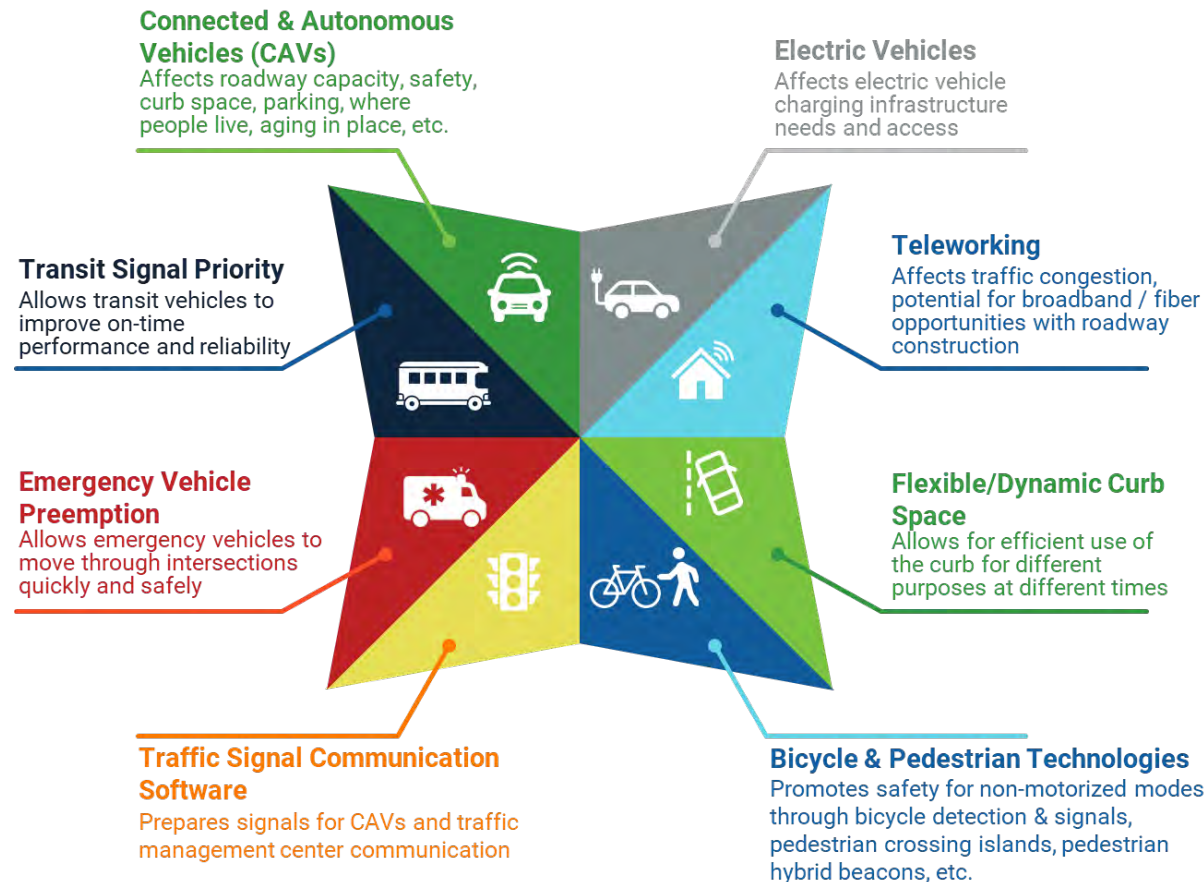 Connected & Autonomous
Vehicles (CAVs)
Affects roadway capacity, safety,
curb space, parking, where
people live, aging in place, etc.
Electric Vehicles
Affects electric vehicle
charging infrastructure
needs and access
Transit Signal Priority
Allows transit vehicles to
improve on-time
performance and reliability
Teleworking
Affects traffic congestion,
potential for broadband / fiber
opportunities with roadway
construction
Emergency Vehicle
Preemption
Allows emergency vehicles to
move through intersections
quickly and safely
Flexible/Dynamic Curb
Space
Allows for efficient use of
the curb for different
purposes at different times
Traffic Signal Communication
Software
Prepares signals for CAVs and traffic
management center communication
Bicycle & Pedestrian Technologies
Promotes safety for non-motorized modes
through bicycle detection & signals,
pedestrian crossing islands, pedestrian
hybrid beacons, etc.